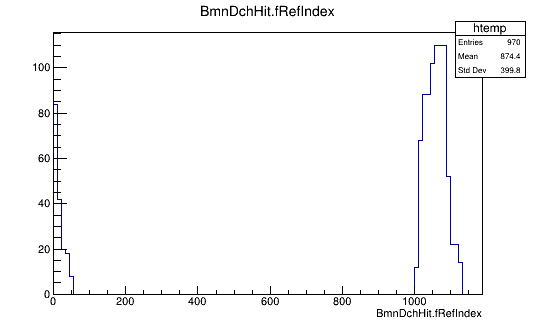 BmnDchHit.fRefIndex
htemp
Entries 970
Mean 874.4
Std Dev 399.8
100
80
60
40
20
0
0 200 400 600 800 1000
BmnDchHit.fRefIndex